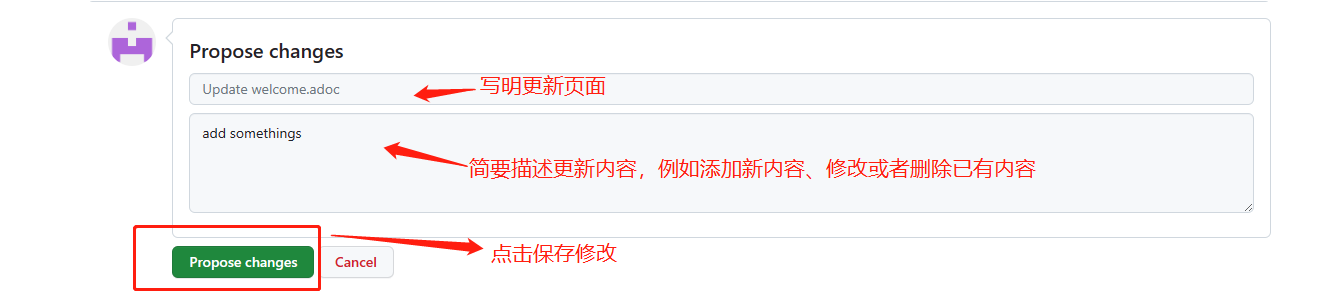 Propose changes
Update welcome.adoc
写明更新页面
add somethings
简要描述更新内容，例如添加新内容、修改或者删除已有内容
点击保存修改
Propose changes
Cancel